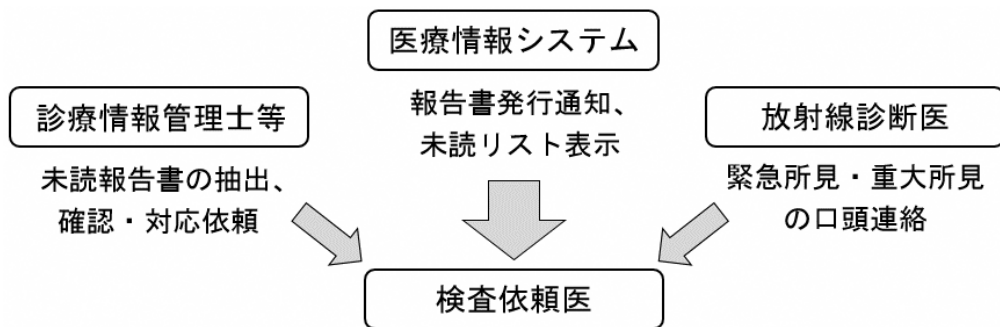 医療情報システム
報告書発行通知、
未読リスト表示
診療情報管理士等
未読報告書の抽出、
確認・対応依頼
放射線診断医
緊急所見・重大所見
の口頭連絡
検査依頼医